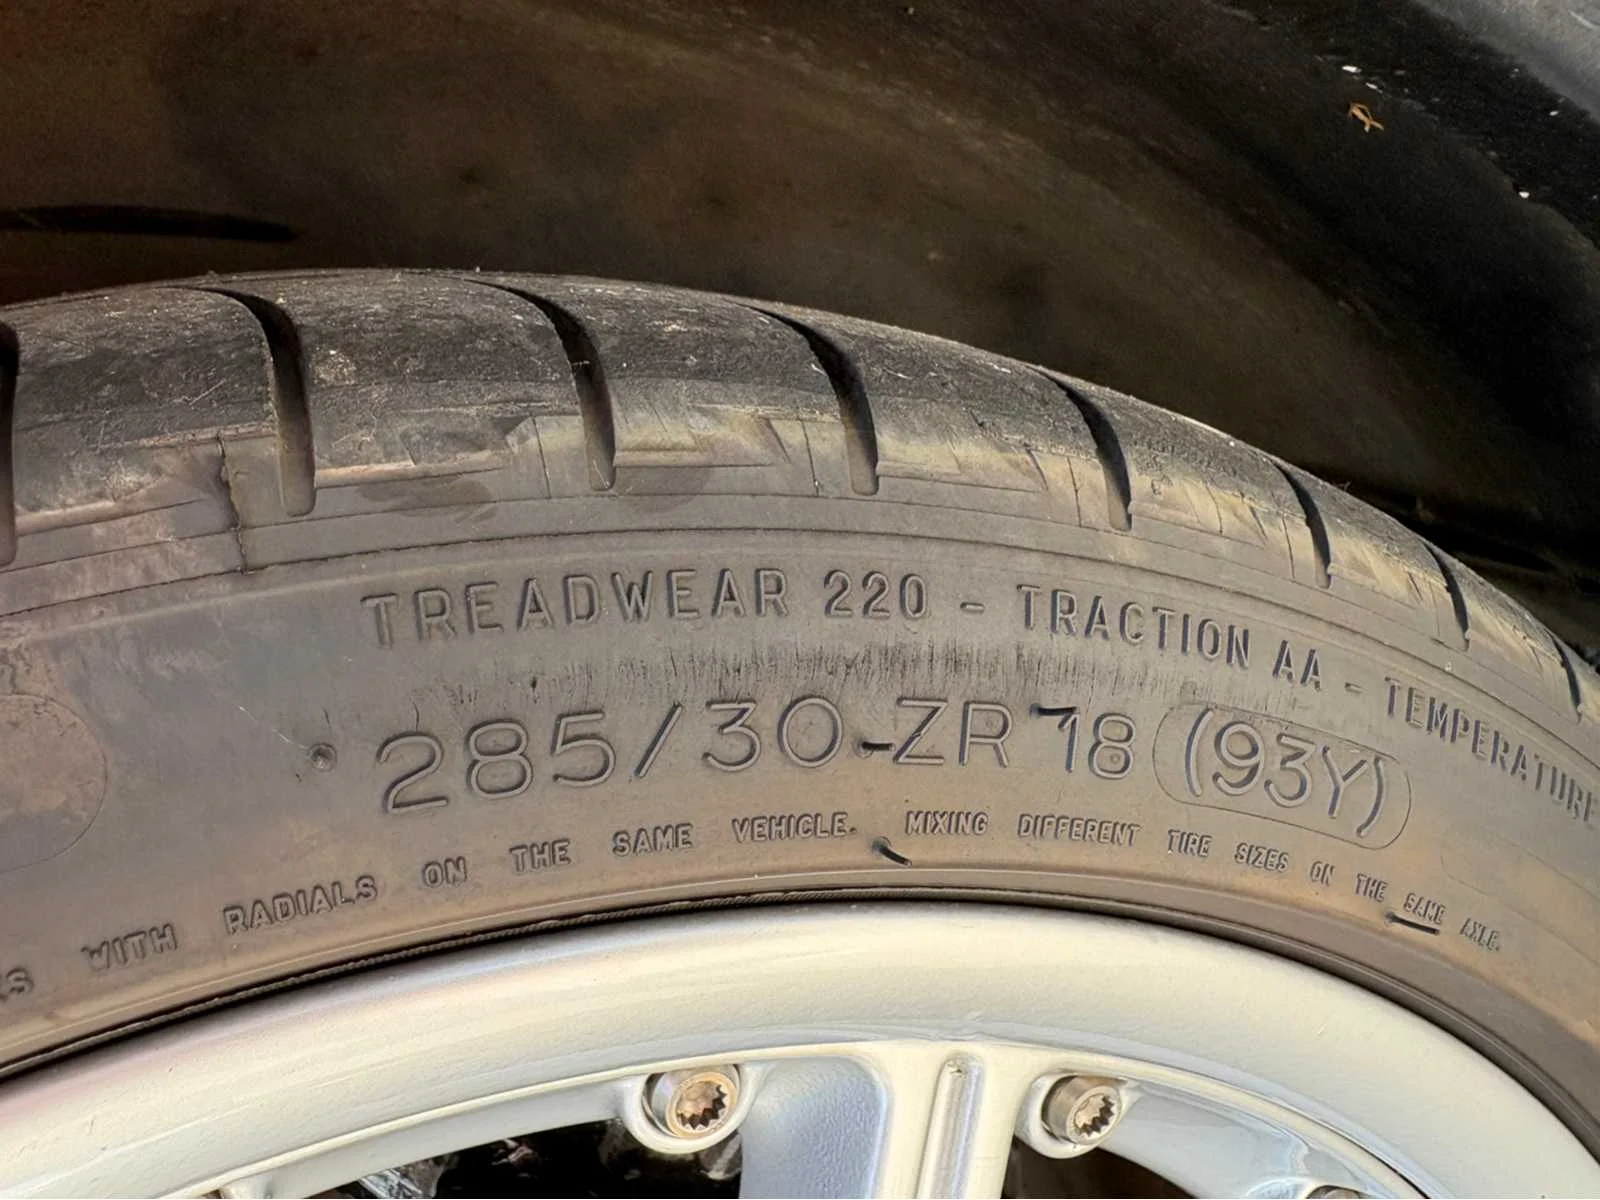 TREADWEAR 220 - TRACTION AA - TEMPERATURE
285/30 ZR 18 (93Y)
WITH RADIALS ON THE SAME VEHICLE. MIXING DIFFERENT TIRE SIZES ON THE SAME AXLE.